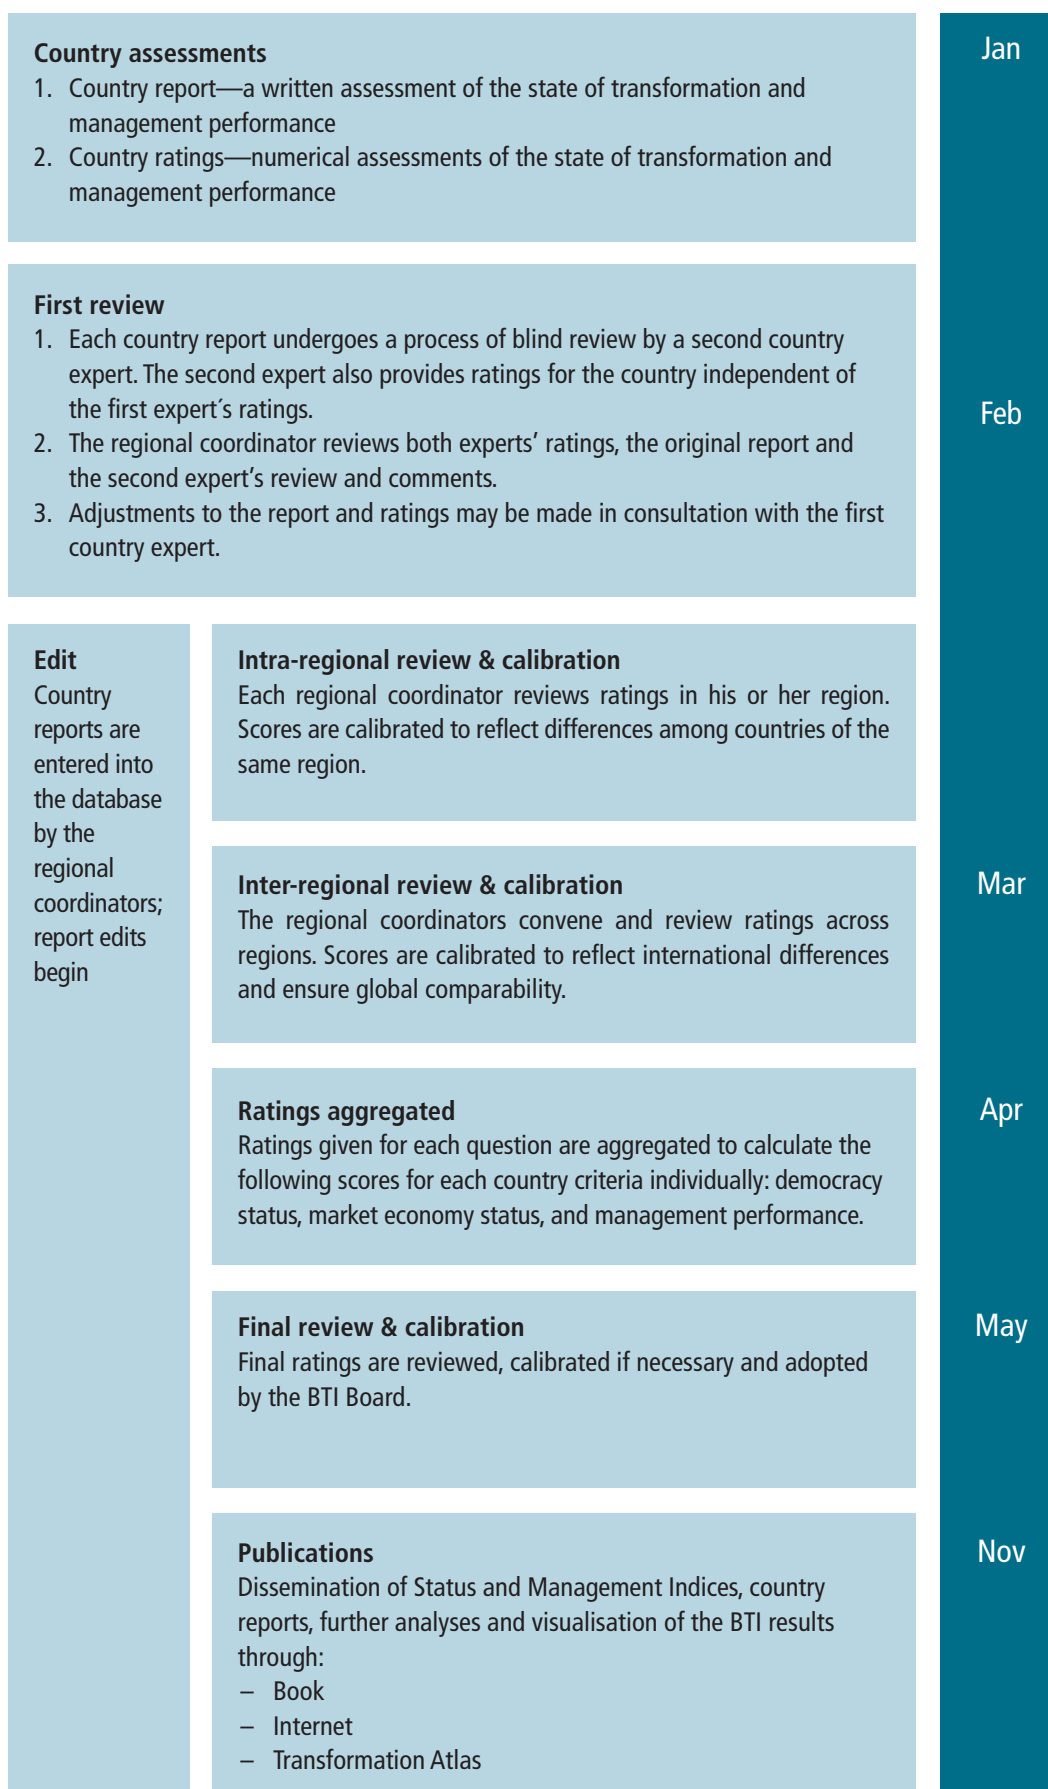 Country assessments
1. Country report—a written assessment of the state of transformation and
management performance
2. Country ratings—numerical assessments of the state of transformation and
management performance
Jan
First review
1. Each country report undergoes a process of blind review by a second country
expert. The second expert also provides ratings for the country independent of
the first expert´s ratings.
2. The regional coordinator reviews both experts’ ratings, the original report and
the second expert’s review and comments.
3. Adjustments to the report and ratings may be made in consultation with the first
country expert.
Feb
Edit
Country
reports are
entered into
the database
by the
regional
coordinators;
report edits
begin
Intra-regional review & calibration
Each regional coordinator reviews ratings in his or her region.
Scores are calibrated to reflect differences among countries of the
same region.
Inter-regional review & calibration
The regional coordinators convene and review ratings across
regions. Scores are calibrated to reflect international differences
and ensure global comparability.
Mar
Ratings aggregated
Ratings given for each question are aggregated to calculate the
following scores for each country criteria individually: democracy
status, market economy status, and management performance.
Apr
Final review & calibration
Final ratings are reviewed, calibrated if necessary and adopted
by the BTI Board.
May
Publications
Dissemination of Status and Management Indices, country
reports, further analyses and visualisation of the BTI results
through:
– Book
– Internet
– Transformation Atlas
Nov